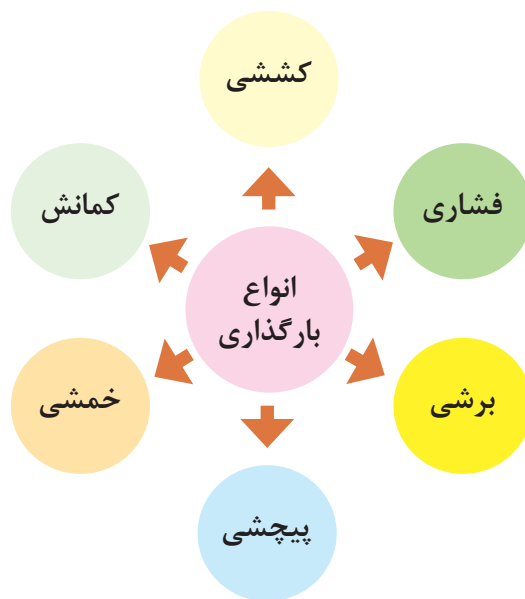 کششی
فشاری
کمانش
انواع
بارگذاری
برشی
خمشی
پیچشی